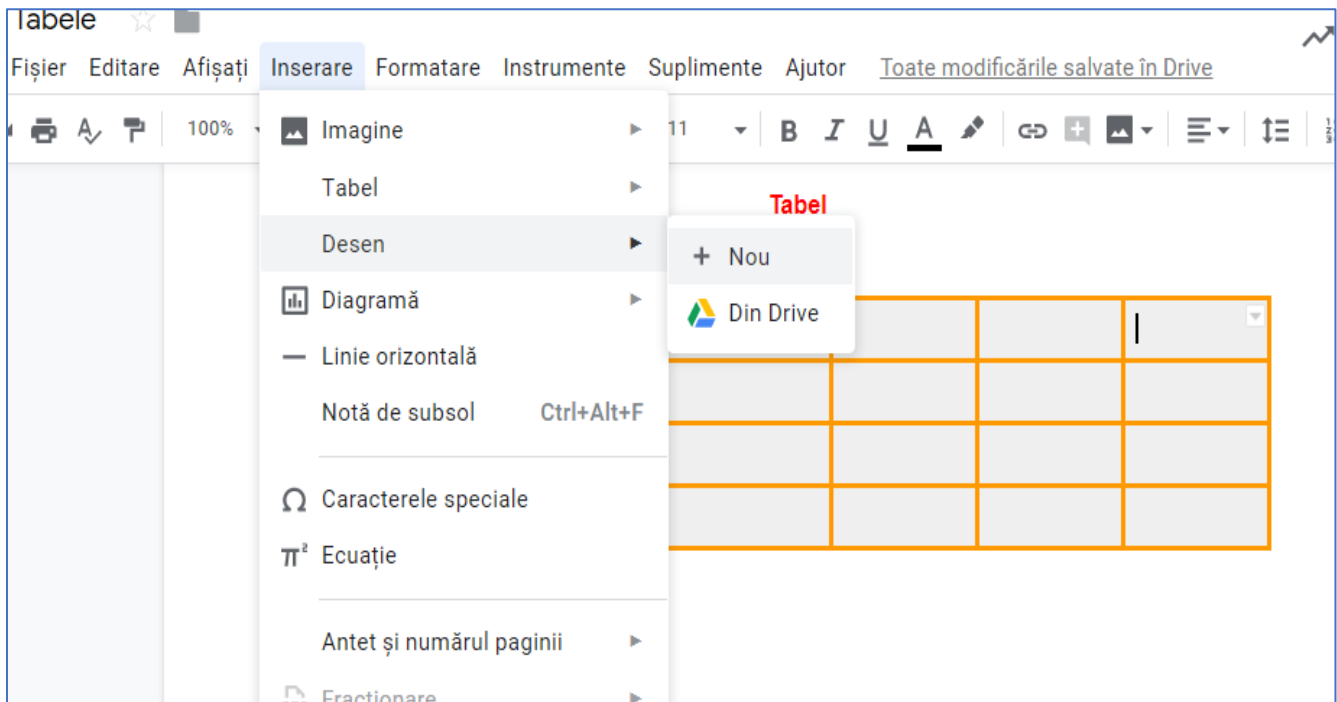 Tabele
Fișier Editare Afișați Inserare Formatare Instrumente Suplimente Ajutor Toate modificările salvate în Drive
100% 11 B I U A
Imagine
Tabel
Desen
Diagramă
Linie orizontală
Notă de subsol Ctrl+Alt+F
Ω Caracterele speciale
π² Ecuație
Antet și numărul paginii
Fracționare
Tabel
+ Nou
Din Drive